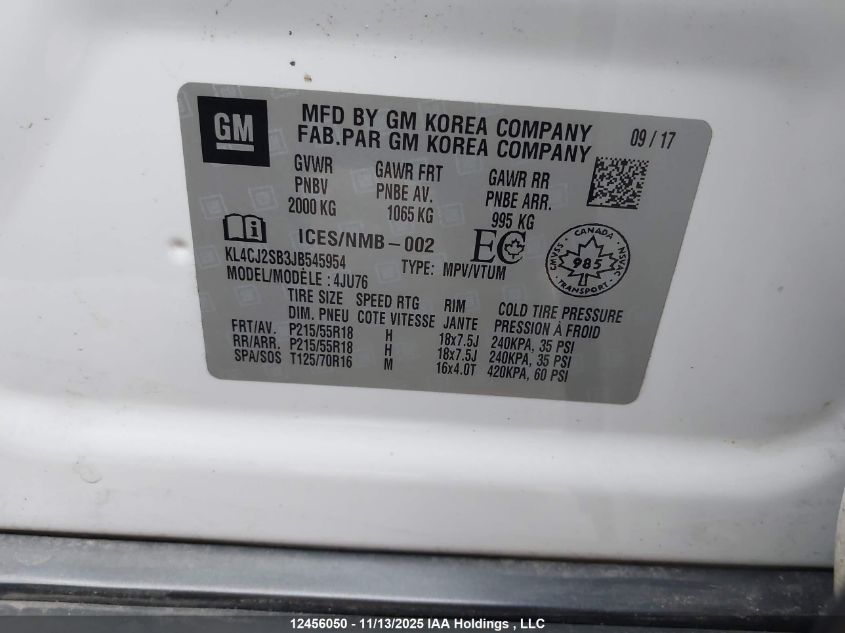 GM
MFD BY GM KOREA COMPANY
FAB.PAR GM KOREA COMPANY
09 / 17
GVWR GAWR FRT GAWR RR
PNBV PNBE AV. PNBE ARR.
2000 KG 1065 KG 995 KG
i ICES/NMB-002 EC
KL4CJ2SB3JB545954 TYPE: MPV/VTUM
MODEL/MODÈLE : 4JU76
CANADA
CMVSS 985 NSVAC
TRANSPORT
TIRE SIZE SPEED RTG RIM COLD TIRE PRESSURE
DIM. PNEU COTE VITESSE JANTE PRESSION À FROID
FRT/AV. P215/55R18 H 18x7.5J 240KPA, 35 PSI
RR/ARR. P215/55R18 H 18x7.5J 240KPA, 35 PSI
SPA/SOS T125/70R16 M 16x4.0T 420KPA, 60 PSI
12456050 - 11/13/2025 IAA Holdings , LLC